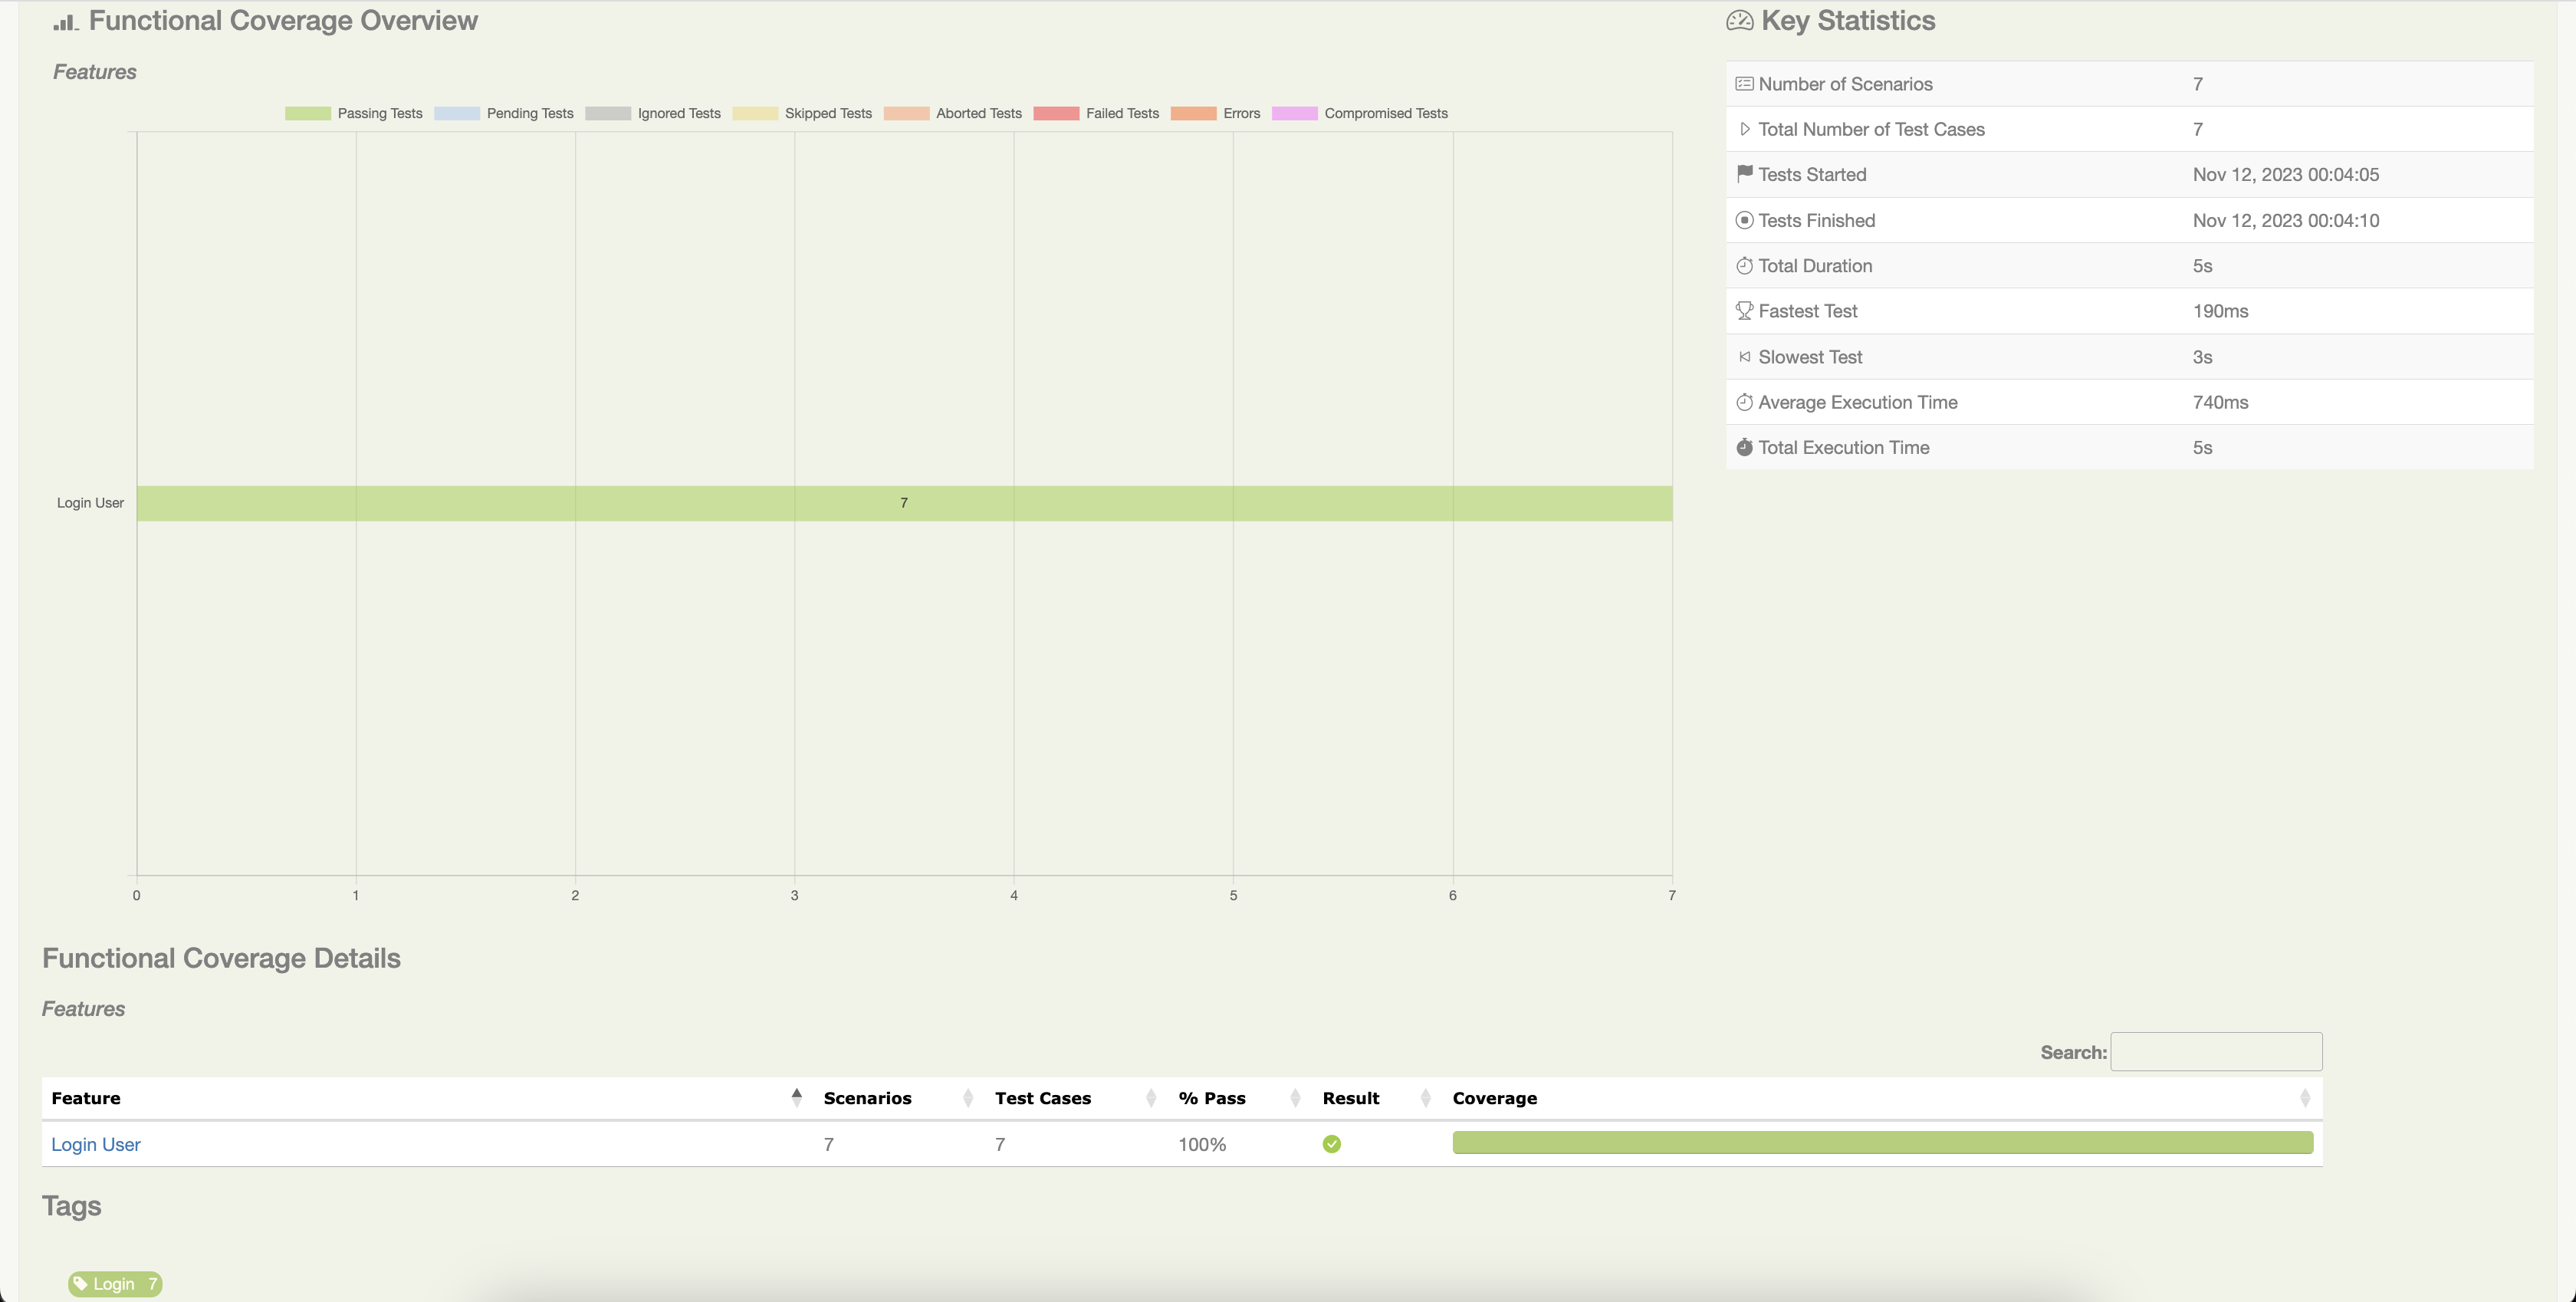 Functional Coverage Overview
Features
Passing Tests Pending Tests Ignored Tests Skipped Tests Aborted Tests Failed Tests Errors Compromised Tests
Login User 7
0 1 2 3 4 5 6 7
Key Statistics
Number of Scenarios 7
Total Number of Test Cases 7
Tests Started Nov 12, 2023 00:04:05
Tests Finished Nov 12, 2023 00:04:10
Total Duration 5s
Fastest Test 190ms
Slowest Test 3s
Average Execution Time 740ms
Total Execution Time 5s
Functional Coverage Details
Features
Search:
Feature Scenarios Test Cases % Pass Result Coverage
Login User 7 7 100%
Tags
Login 7